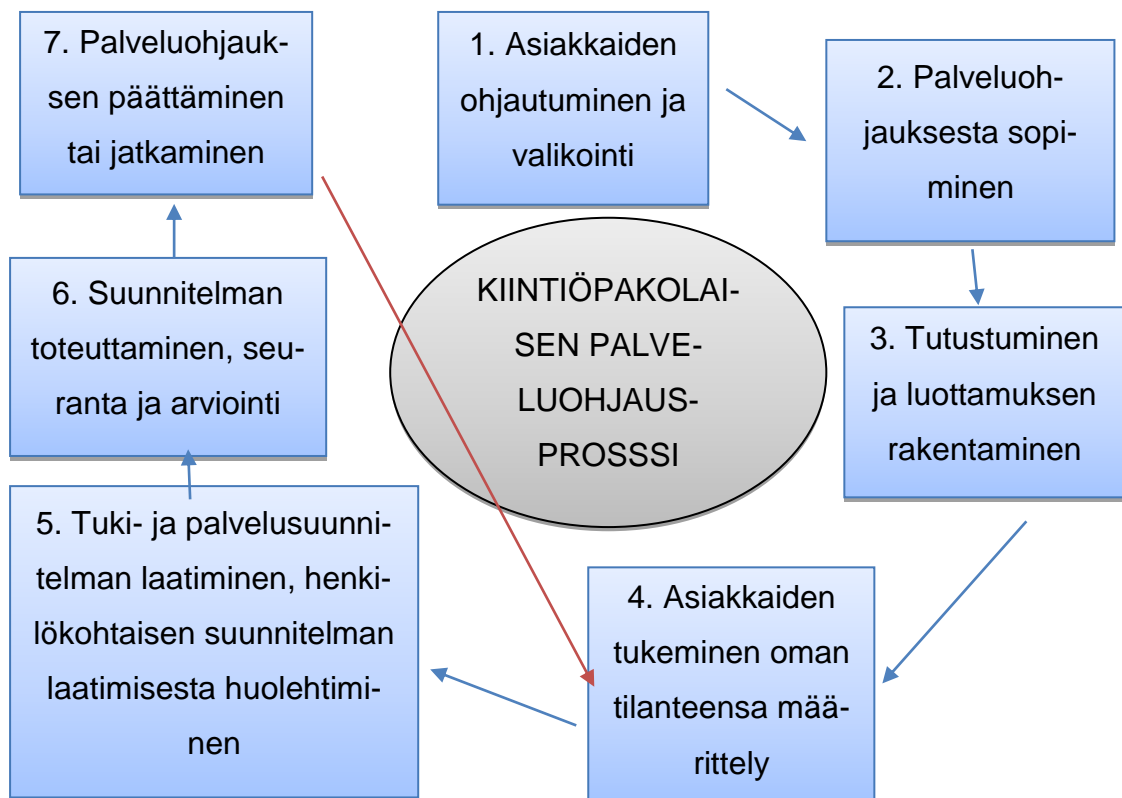 1. Asiakkaiden
ohjautuminen ja
valikointi
2. Palveluoh-
jauksesta sopi-
minen
3. Tutustuminen
ja luottamuksen
rakentaminen
4. Asiakkaiden
tukeminen oman
tilanteensa mää-
rittely
5. Tuki- ja palvelusuunni-
telman laatiminen, henki-
lökohtaisen suunnitelman
laatimisesta huolehtimi-
nen
6. Suunnitelman
toteuttaminen, seu-
ranta ja arviointi
7. Palveluohjauk-
sen päättäminen
tai jatkaminen
KIINTIÖPAKOLAI-
SEN PALVE-
LUOHJAUS-
PROSSSI